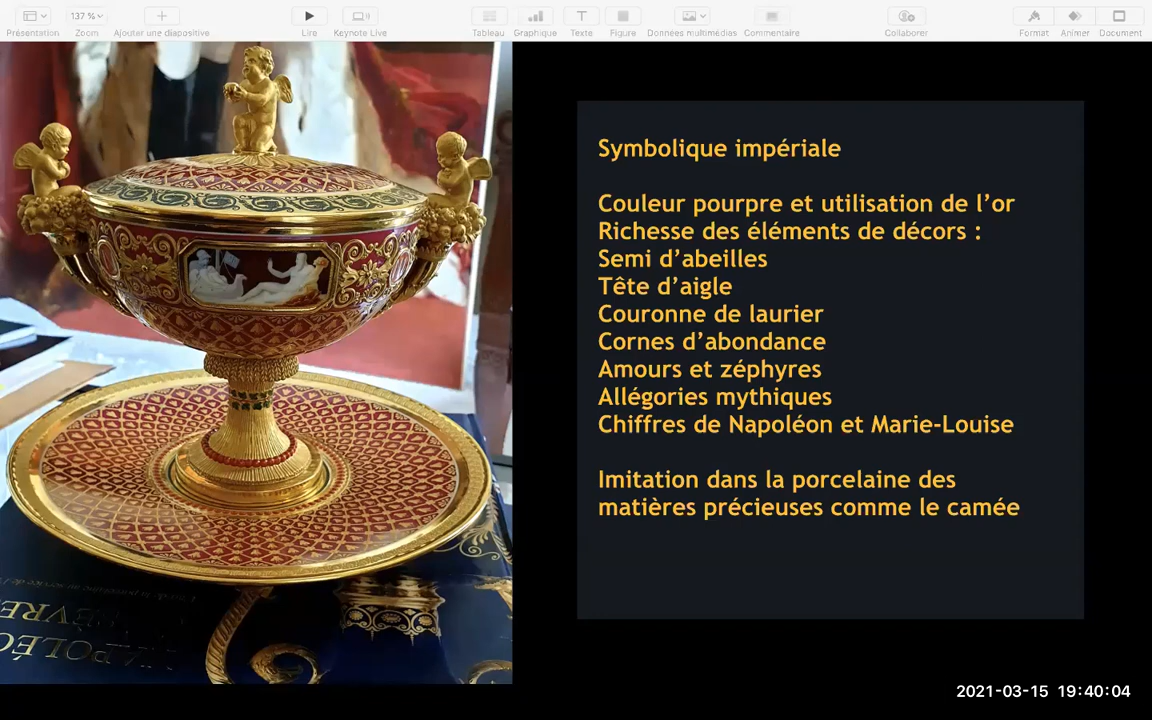 Présentation
137 %
Zoom
Ajouter une diapositive
Lire
Keynote Live
Tableau
Graphique
Texte
Figure
Données multimédias
Commentaire
Collaborer
Format
Animer
Document
Symbolique impériale
Couleur pourpre et utilisation de l’or
Richesse des éléments de décors :
Semi d’abeilles
Tête d’aigle
Couronne de laurier
Cornes d’abondance
Amours et zéphyres
Allégories mythiques
Chiffres de Napoléon et Marie-Louise
Imitation dans la porcelaine des
matières précieuses comme le camée
2021-03-15 19:40:04